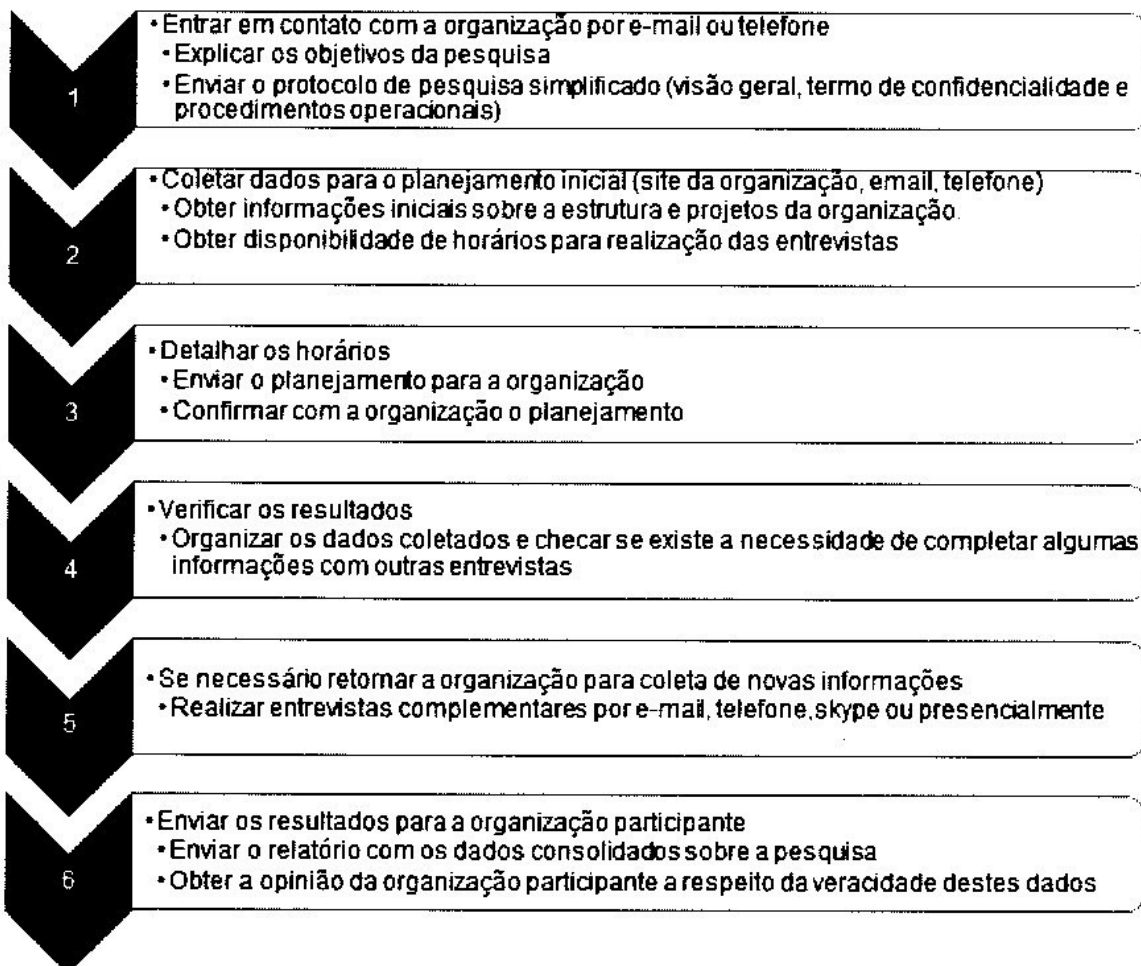 1
• Entrar em contato com a organização por e-mail ou telefone
• Explicar os objetivos da pesquisa
• Enviar o protocolo de pesquisa simplificado (visão geral, termo de confidencialidade e
procedimentos operacionais)
2
• Coletar dados para o planejamento inicial (site da organização, email, telefone)
• Obter informações iniciais sobre a estrutura e projetos da organização.
• Obter disponibilidade de horários para realização das entrevistas
3
• Detalhar os horários
• Enviar o planejamento para a organização
• Confirmar com a organização o planejamento
4
• Verificar os resultados
• Organizar os dados coletados e checar se existe a necessidade de completar algumas
informações com outras entrevistas
5
• Se necessário retornar a organização para coleta de novas informações
• Realizar entrevistas complementares por e-mail, telefone,skype ou presencialmente
6
• Enviar os resultados para a organização participante
• Enviar o relatório com os dados consolidados sobre a pesquisa
• Obter a opinião da organização participante a respeito da veracidade destes dados